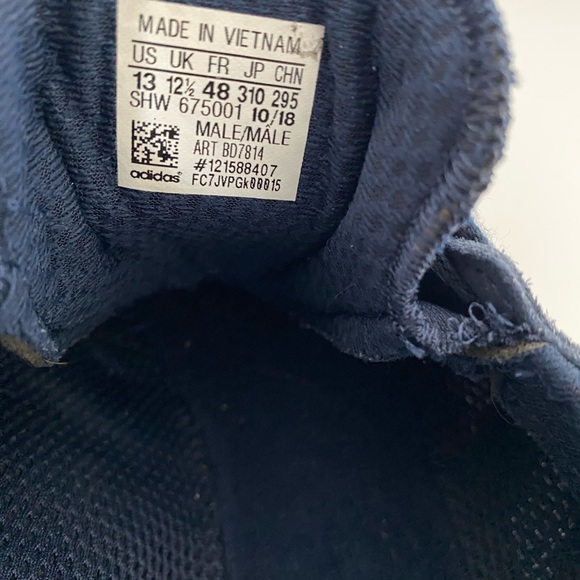 MADE IN VIETNAM
US UK FR JP CHN
13 12½ 48 310 295
SHW 675001 10/18
MALE/MÂLE
ART BD7814
#121588407
adidas® FC7JVPGk00015